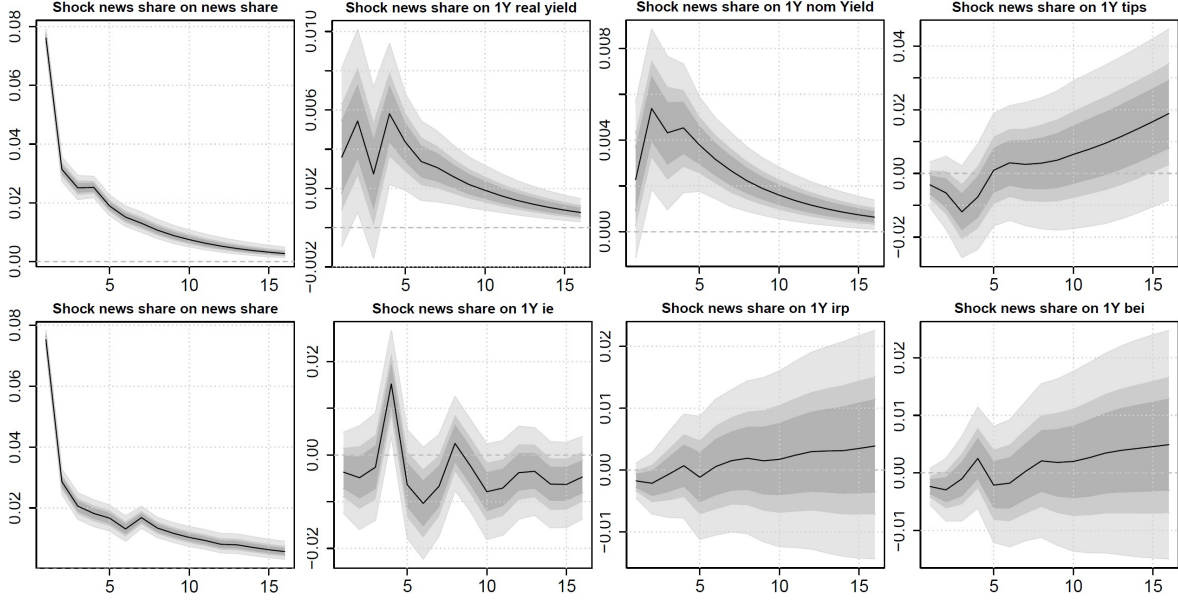 Shock news share on news share
0.08
0.06
0.04
0.02
0.00
5 10 15
Shock news share on 1Y real yield
0.010
0.006
0.002
−0.002
5 10 15
Shock news share on 1Y nom Yield
0.008
0.004
0.000
5 10 15
Shock news share on 1Y tips
0.04
0.02
0.00
−0.02
5 10 15
Shock news share on news share
0.08
0.06
0.04
0.02
5 10 15
Shock news share on 1Y ie
0.02
0.00
−0.02
5 10 15
Shock news share on 1Y irp
0.02
0.01
0.00
−0.01
5 10 15
Shock news share on 1Y bei
0.02
0.01
0.00
−0.01
5 10 15